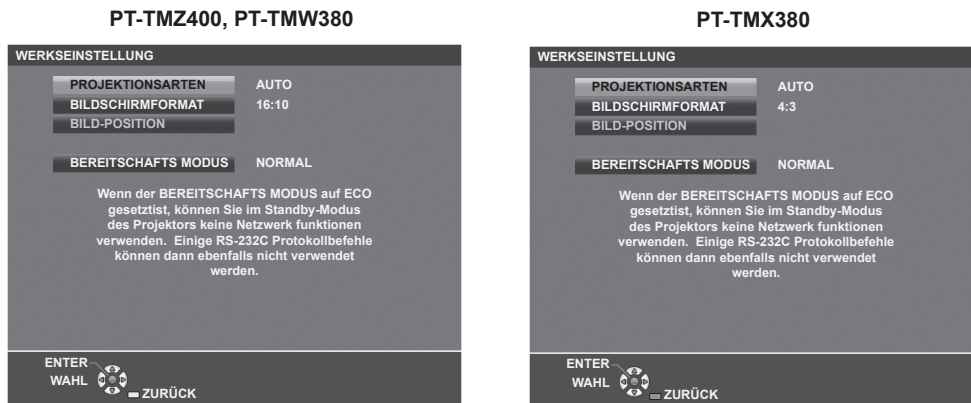 PT-TMZ400, PT-TMW380
WERKSEINSTELLUNG
PROJEKTIONSARTEN AUTO
BILDSCHIRMFORMAT 16:10
BILD-POSITION
BEREITSCHAFTS MODUS NORMAL
Wenn der BEREITSCHAFTS MODUS auf ECO
gesetztist, können Sie im Standby-Modus
des Projektors keine Netzwerk funktionen
verwenden. Einige RS-232C Protokollbefehle
können dann ebenfalls nicht verwendet
werden.
ENTER
WAHL
ZURÜCK
PT-TMX380
WERKSEINSTELLUNG
PROJEKTIONSARTEN AUTO
BILDSCHIRMFORMAT 4:3
BILD-POSITION
BEREITSCHAFTS MODUS NORMAL
Wenn der BEREITSCHAFTS MODUS auf ECO
gesetztist, können Sie im Standby-Modus
des Projektors keine Netzwerk funktionen
verwenden. Einige RS-232C Protokollbefehle
können dann ebenfalls nicht verwendet
werden.
ENTER
WAHL
ZURÜCK